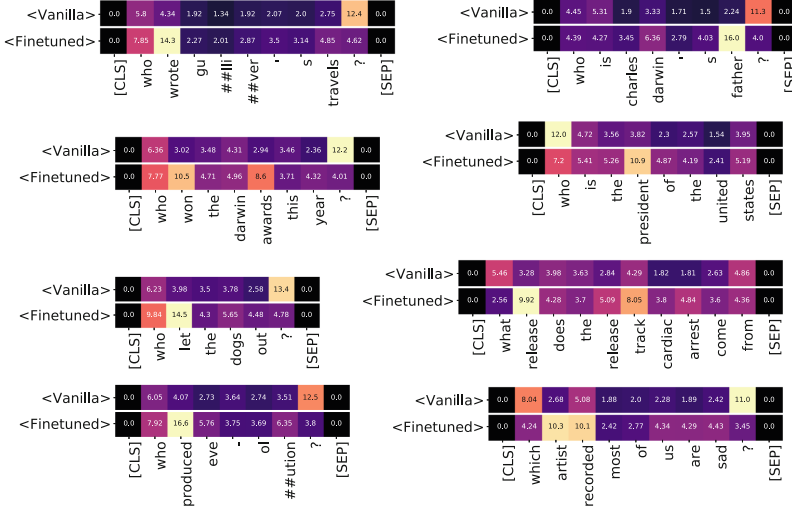 <Vanilla> 0.0 5.8 4.34 1.92 1.34 1.92 2.07 2.0 2.75 12.4 0.0
<Finetuned> 0.0 7.85 14.3 2.27 2.01 2.87 3.5 3.14 4.85 4.62 0.0
[CLS] who wrote gu ##lli ##ver ' s travels ? [SEP]
<Vanilla> 0.0 4.45 5.31 1.9 3.33 1.71 1.5 2.24 11.3 0.0
<Finetuned> 0.0 4.39 4.27 3.45 6.36 2.79 4.03 16.0 4.0 0.0
[CLS] who is charles darwin ' s father ? [SEP]
<Vanilla> 0.0 6.36 3.02 3.48 4.31 2.94 3.46 2.36 12.2 0.0
<Finetuned> 0.0 7.77 10.5 4.71 4.96 8.6 3.71 4.32 4.01 0.0
[CLS] who won the darwin awards this year ? [SEP]
<Vanilla> 0.0 12.0 4.72 3.56 3.82 2.3 2.57 1.54 3.95 0.0
<Finetuned> 0.0 7.2 5.41 5.26 10.9 4.87 4.19 2.41 5.19 0.0
[CLS] who is the president of the united states [SEP]
<Vanilla> 0.0 6.23 3.98 3.5 3.78 2.58 13.4 0.0
<Finetuned> 0.0 9.84 14.5 4.3 5.65 4.48 4.78 0.0
[CLS] who let the dogs out ? [SEP]
<Vanilla> 0.0 5.46 3.28 3.98 3.63 2.84 4.29 1.82 1.81 2.63 4.86 0.0
<Finetuned> 0.0 2.56 9.92 4.28 3.7 5.09 8.05 3.8 4.84 3.6 4.36 0.0
[CLS] what release does the release track cardiac arrest come from [SEP]
<Vanilla> 0.0 6.05 4.07 2.73 3.64 2.74 3.51 12.5 0.0
<Finetuned> 0.0 7.92 16.6 5.76 3.75 3.69 6.35 3.8 0.0
[CLS] who produced eve - ol ##ution ? [SEP]
<Vanilla> 0.0 8.04 2.68 5.08 1.88 2.0 2.28 1.89 2.42 11.0 0.0
<Finetuned> 0.0 4.24 10.3 10.1 2.42 2.77 4.34 4.29 4.43 3.45 0.0
[CLS] which artist recorded most of us are sad ? [SEP]